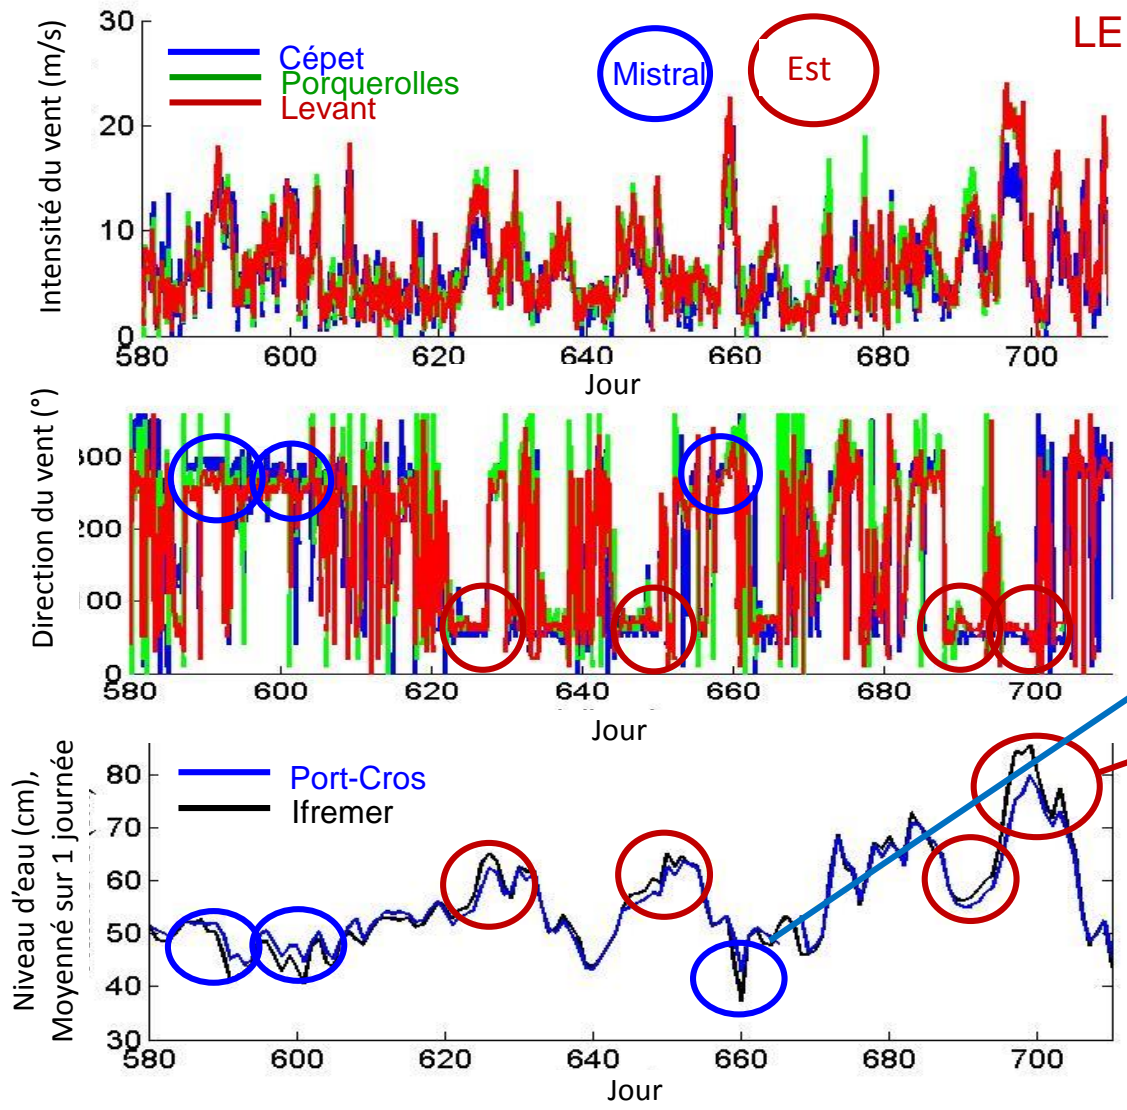 LE
Intensité du vent (m/s)
30
20
10
0
Cépet
Porquerolles
Levant
Mistral
Est
580 600 620 640 660 680 700
Jour
Direction du vent (°)
300
200
100
0
580 600 620 640 660 680 700
Jour
Niveau d'eau (cm),
Moyenné sur 1 journée
80
70
60
50
40
30
Port-Cros
Ifremer
580 600 620 640 660 680 700
Jour